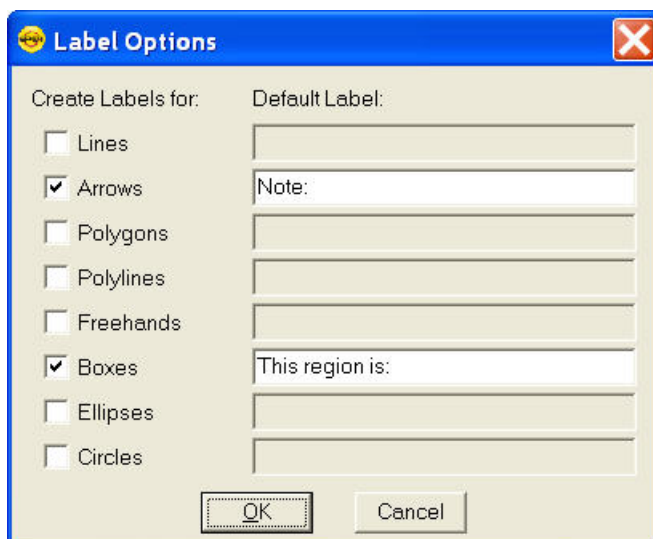 Label Options
Create Labels for: Default Label:
Lines
Arrows Note:
Polygons
Polylines
Freehands
Boxes This region is:
Ellipses
Circles
OK Cancel